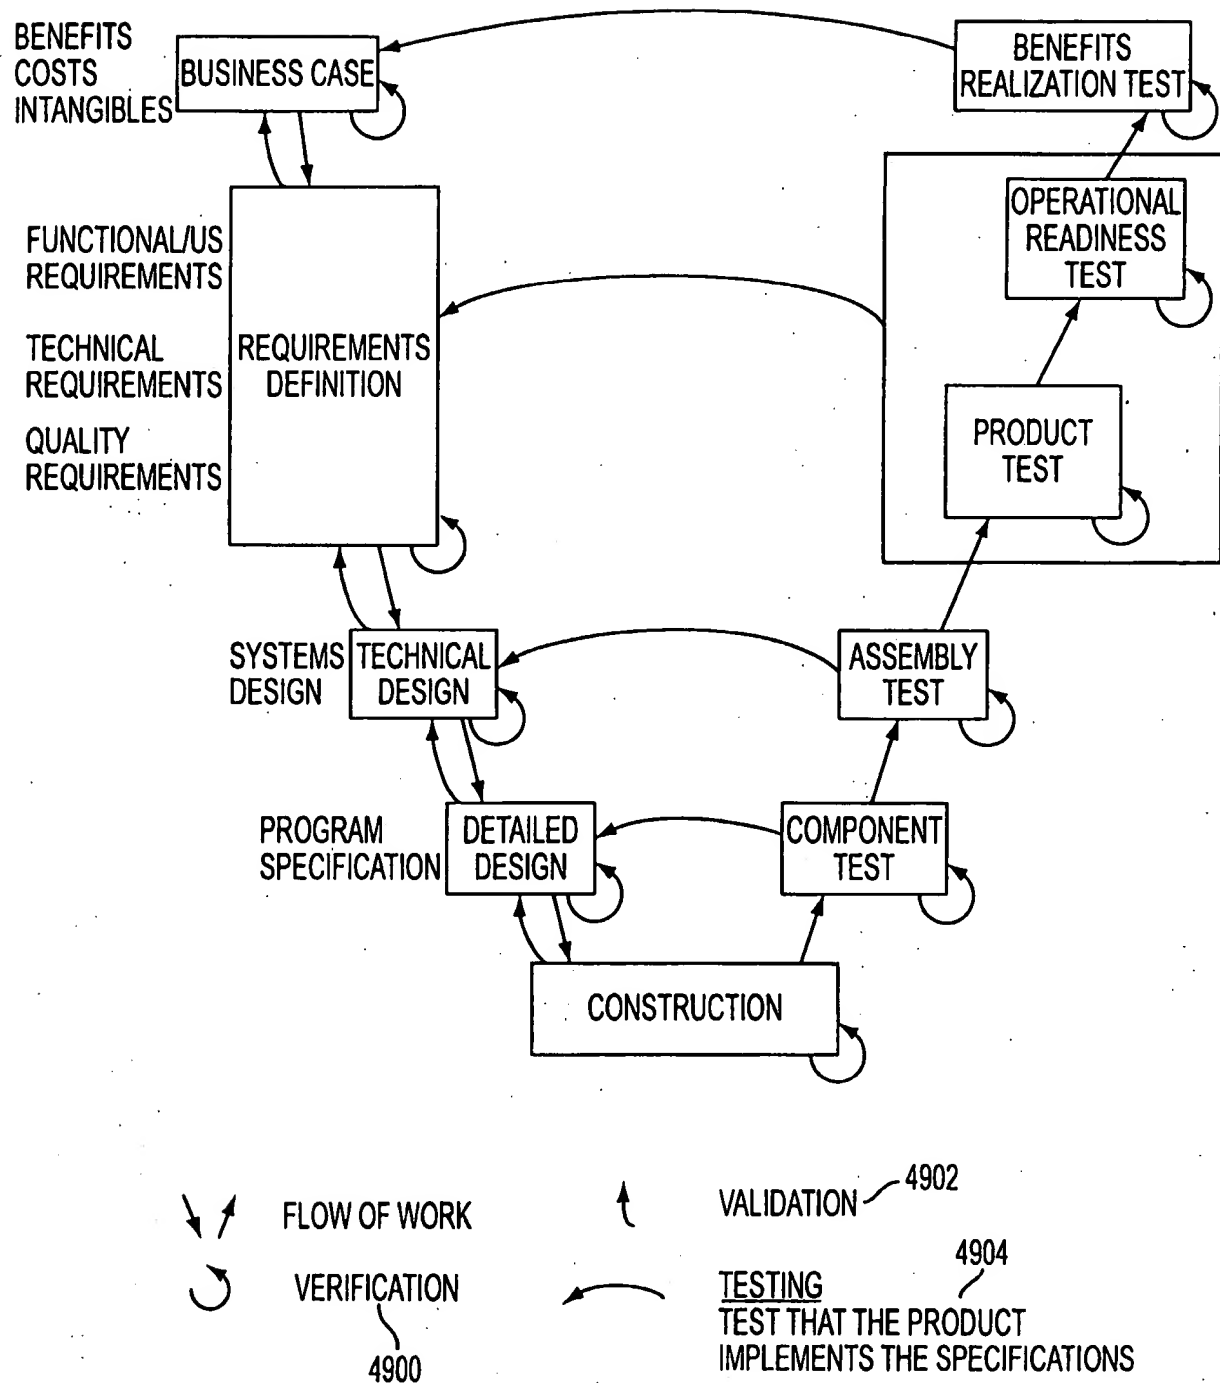 BENEFITS
COSTS
INTANGIBLES
BUSINESS CASE
BENEFITS
REALIZATION TEST
FUNCTIONAL/US
REQUIREMENTS
TECHNICAL
REQUIREMENTS
QUALITY
REQUIREMENTS
REQUIREMENTS
DEFINITION
OPERATIONAL
READINESS
TEST
PRODUCT
TEST
SYSTEMS
DESIGN
TECHNICAL
DESIGN
ASSEMBLY
TEST
PROGRAM
SPECIFICATION
DETAILED
DESIGN
COMPONENT
TEST
CONSTRUCTION
FLOW OF WORK
VALIDATION 4902
VERIFICATION
4900
4904
TESTING
TEST THAT THE PRODUCT
IMPLEMENTS THE SPECIFICATIONS